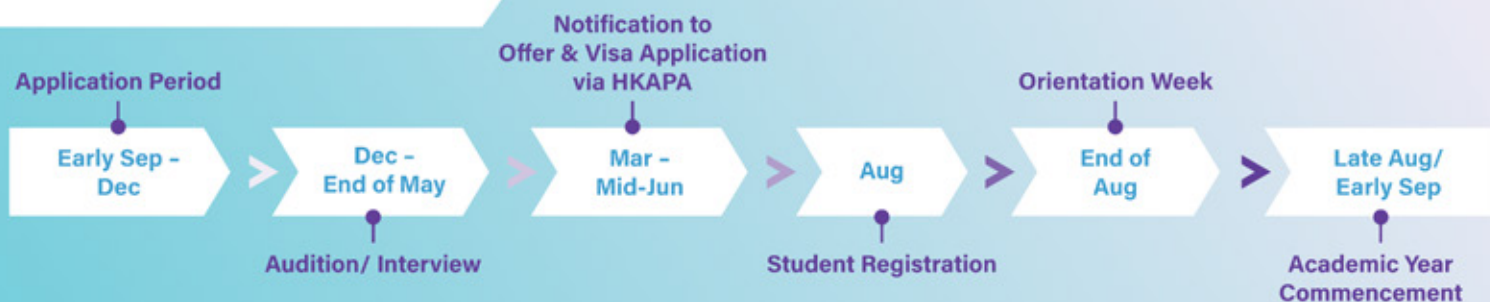 Application Period
Early Sep –
Dec
Dec –
End of May
Audition/ Interview
Notification to
Offer & Visa Application
via HKAPA
Mar –
Mid-Jun
Aug
Student Registration
Orientation Week
End of
Aug
Late Aug/
Early Sep
Academic Year
Commencement